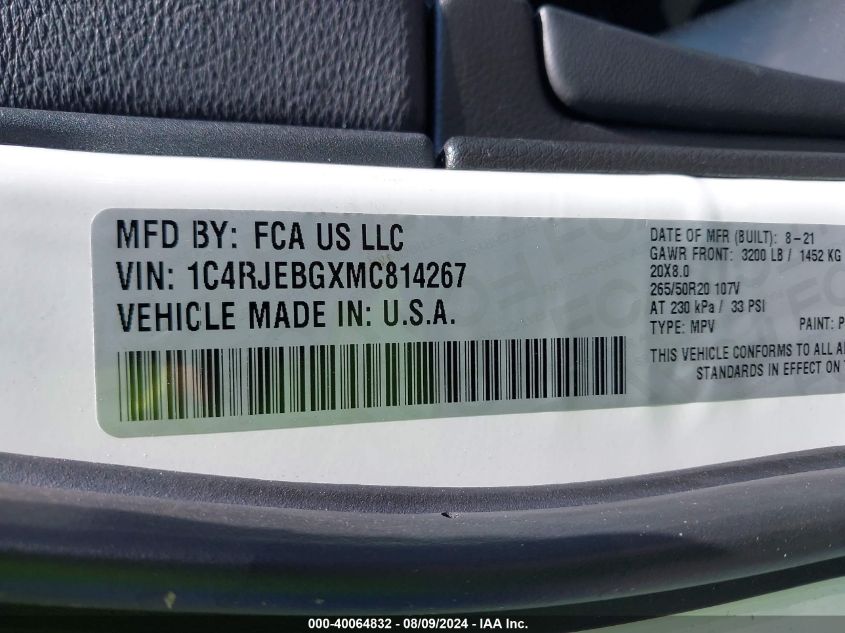 MFD BY: FCA US LLC
VIN: 1C4RJEBGXMC814267
VEHICLE MADE IN: U.S.A.
DATE OF MFR (BUILT): 8-21
GAWR FRONT: 3200 LB / 1452 KG
20X8.0
265/50R20 107V
AT 230 kPa / 33 PSI
TYPE: MPV PAINT: P
THIS VEHICLE CONFORMS TO ALL A
STANDARDS IN EFFECT ON
000-40064832 - 08/09/2024 - IAA Inc.